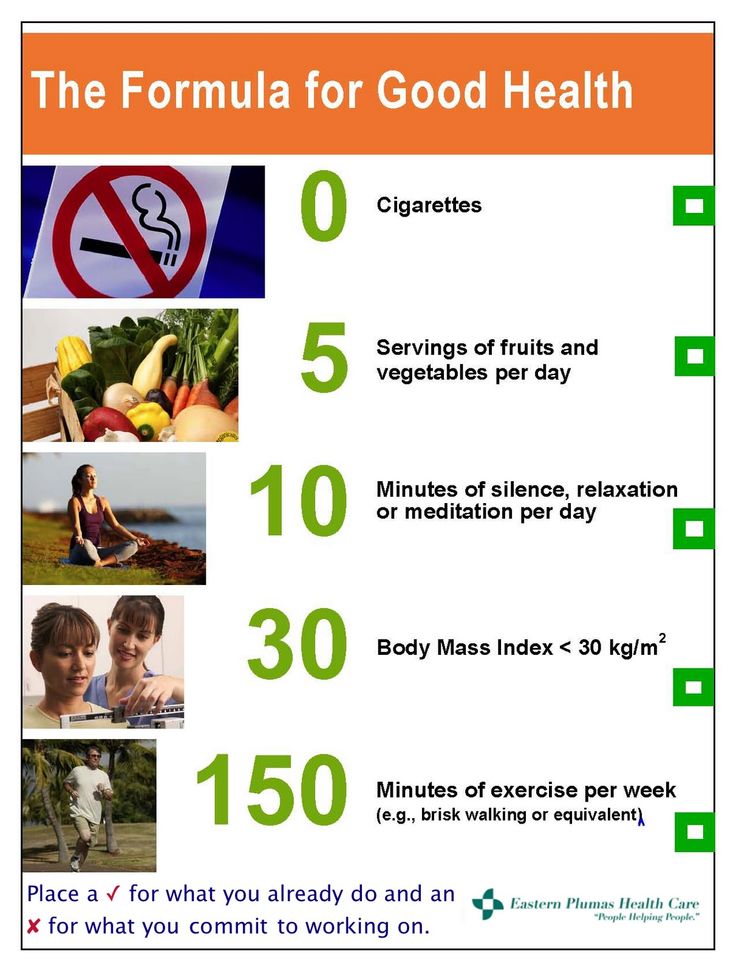 The Formula for Good Health
0 Cigarettes
5 Servings of fruits and
vegetables per day
10 Minutes of silence, relaxation
or meditation per day
30 Body Mass Index < 30 kg/m²
150 Minutes of exercise per week
(e.g., brisk walking or equivalent)
Place a ✓ for what you already do and an
✘ for what you commit to working on.
Eastern Plumas Health Care
"People Helping People."